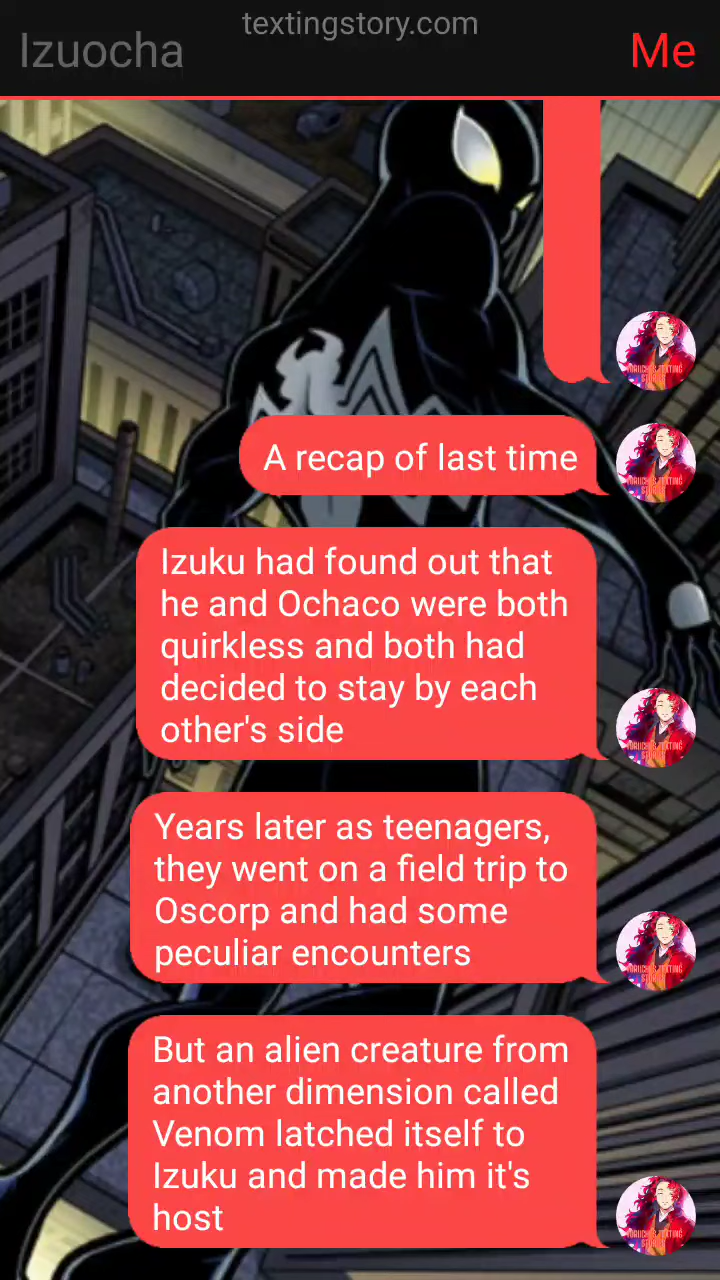 textingstory.com
Izuocha
Me
A recap of last time
Izuku had found out that
he and Ochaco were both
quirkless and both had
decided to stay by each
other's side
Years later as teenagers,
they went on a field trip to
Oscorp and had some
peculiar encounters
But an alien creature from
another dimension called
Venom latched itself to
Izuku and made him it's
host